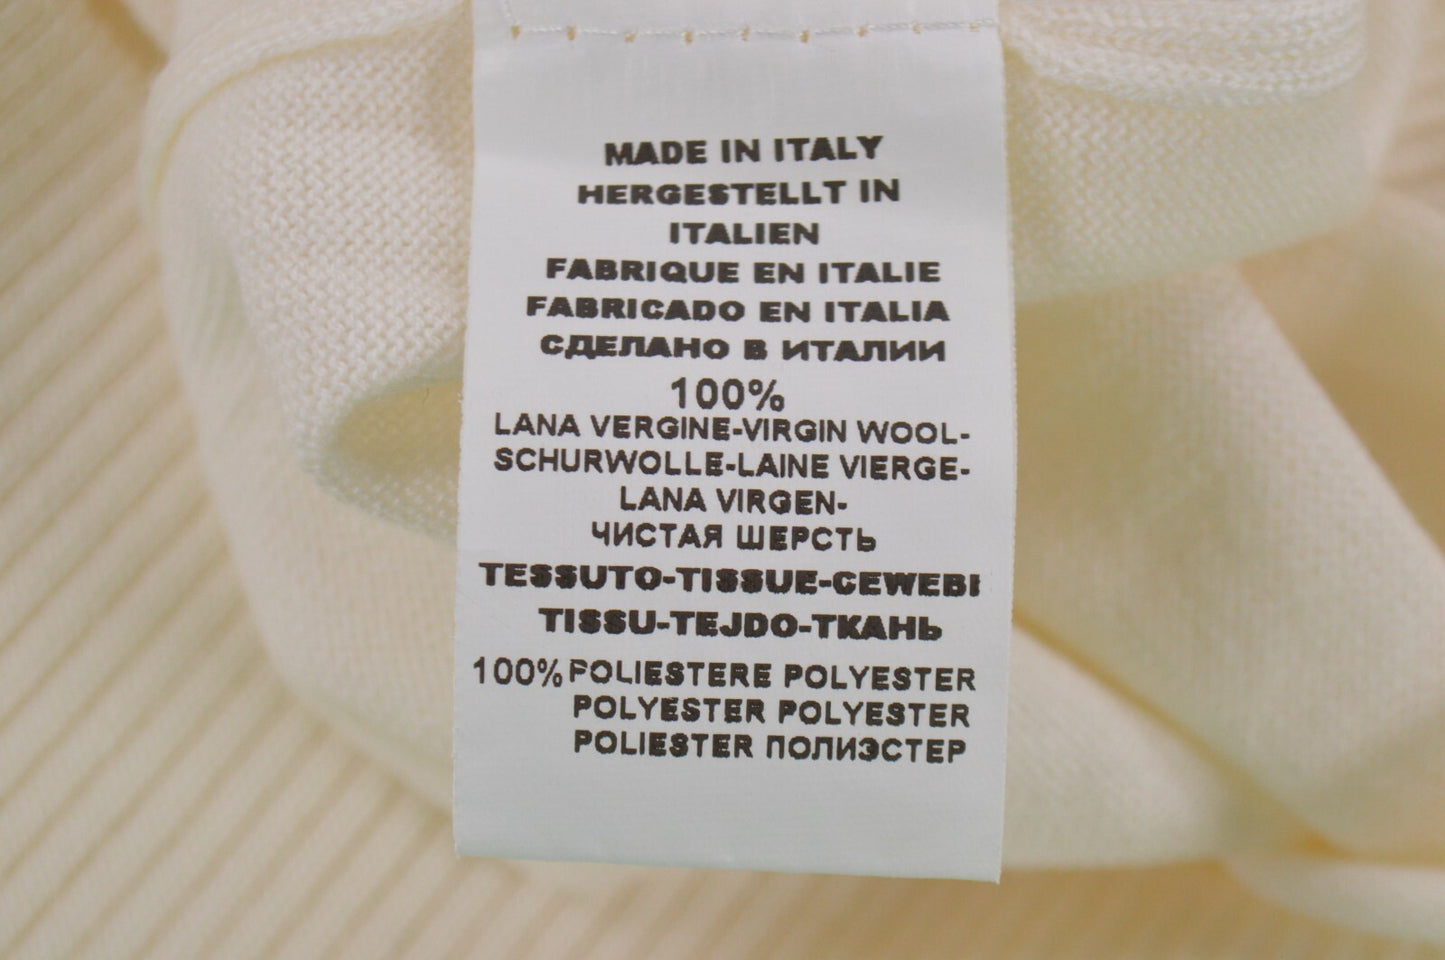 MADE IN ITALY
HERGESTELLT IN
ITALIEN
FABRIQUE EN ITALIE
FABRICADO EN ITALIA
СДЕЛАНО В ИТАЛИИ
100%
LANA VERGINE-VIRGIN WOOL-
SCHURWOLLE-LAINE VIERGE-
LANA VIRGEN-
ЧИСТАЯ ШЕРСТЬ
TESSUTO-TISSUE-GEWEBI
TISSU-TEJDO-ТКАНЬ
100% POLIESTERE POLYESTER
POLYESTER POLYESTER
POLIESTER ПОЛИЭСТЕР